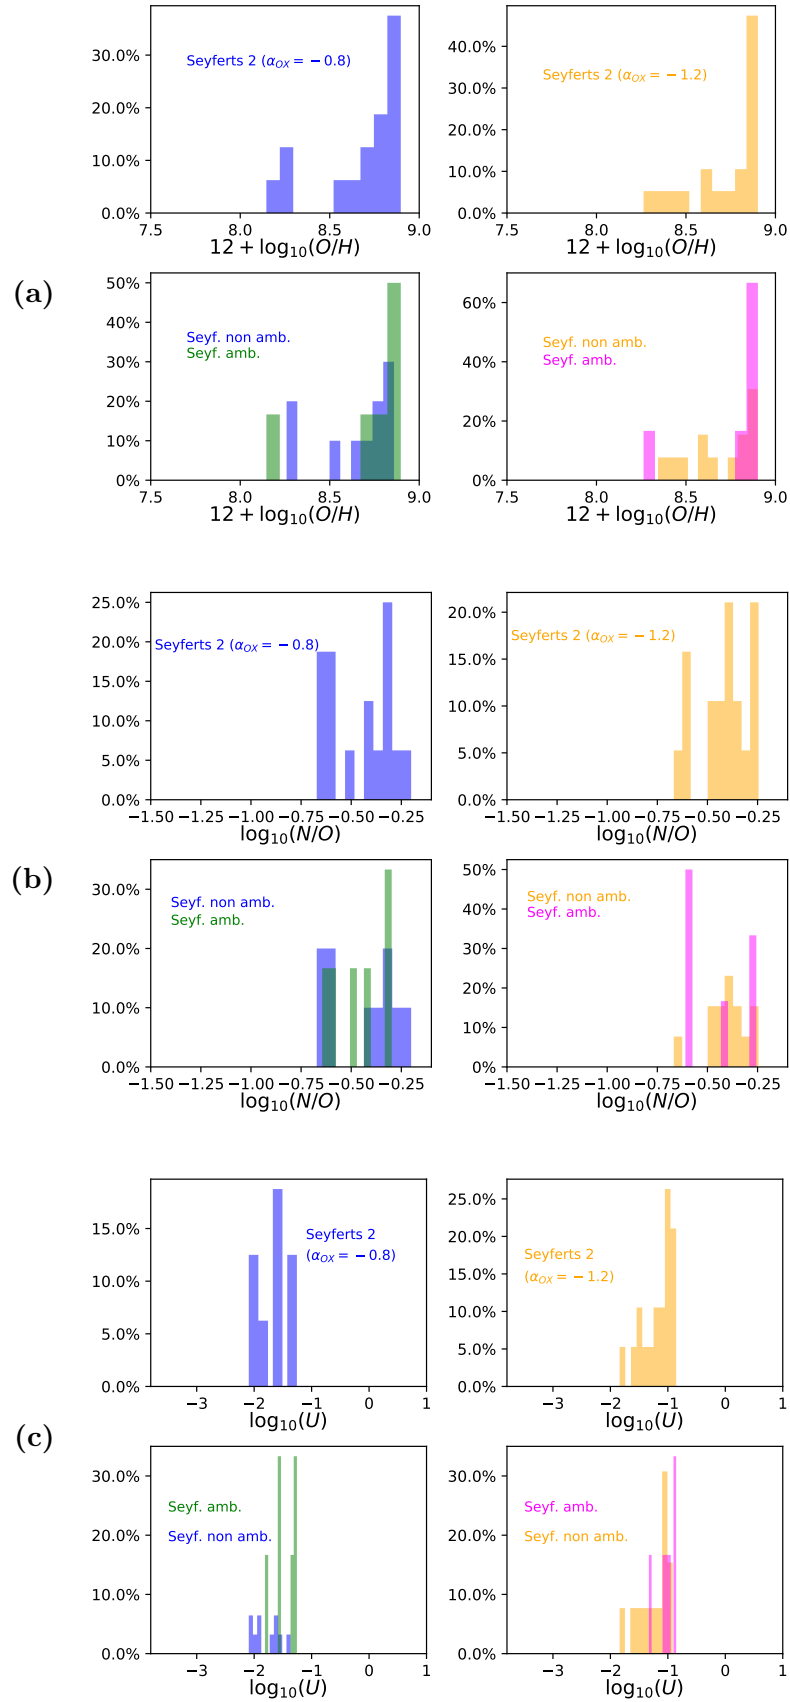 30.0%
20.0%
10.0%
0.0%
Seyferts 2 (α_OX = −0.8)
7.5 8.0 8.5 9.0
12 + log₁₀(O/H)
40.0%
30.0%
20.0%
10.0%
0.0%
Seyferts 2 (α_OX = −1.2)
7.5 8.0 8.5 9.0
12 + log₁₀(O/H)
(a)
50%
40%
30%
20%
10%
0%
Seyf. non amb.
Seyf. amb.
7.5 8.0 8.5 9.0
12 + log₁₀(O/H)
60%
40%
20%
0%
Seyf. non amb.
Seyf. amb.
7.5 8.0 8.5 9.0
12 + log₁₀(O/H)
25.0%
20.0%
15.0%
10.0%
5.0%
0.0%
Seyferts 2 (α_OX = −0.8)
−1.50 −1.25 −1.00 −0.75 −0.50 −0.25
log₁₀(N/O)
20.0%
15.0%
10.0%
5.0%
0.0%
Seyferts 2 (α_OX = −1.2)
−1.50 −1.25 −1.00 −0.75 −0.50 −0.25
log₁₀(N/O)
(b)
30.0%
20.0%
10.0%
0.0%
Seyf. non amb.
Seyf. amb.
−1.50 −1.25 −1.00 −0.75 −0.50 −0.25
log₁₀(N/O)
50%
40%
30%
20%
10%
0%
Seyf. non amb.
Seyf. amb.
−1.50 −1.25 −1.00 −0.75 −0.50 −0.25
log₁₀(N/O)
15.0%
10.0%
5.0%
0.0%
Seyferts 2
(α_OX = −0.8)
−3 −2 −1 0 1
log₁₀(U)
25.0%
20.0%
15.0%
10.0%
5.0%
0.0%
Seyferts 2
(α_OX = −1.2)
−3 −2 −1 0 1
log₁₀(U)
(c)
30.0%
20.0%
10.0%
0.0%
Seyf. amb.
Seyf. non amb.
−3 −2 −1 0 1
log₁₀(U)
30.0%
20.0%
10.0%
0.0%
Seyf. amb.
Seyf. non amb.
−3 −2 −1 0 1
log₁₀(U)